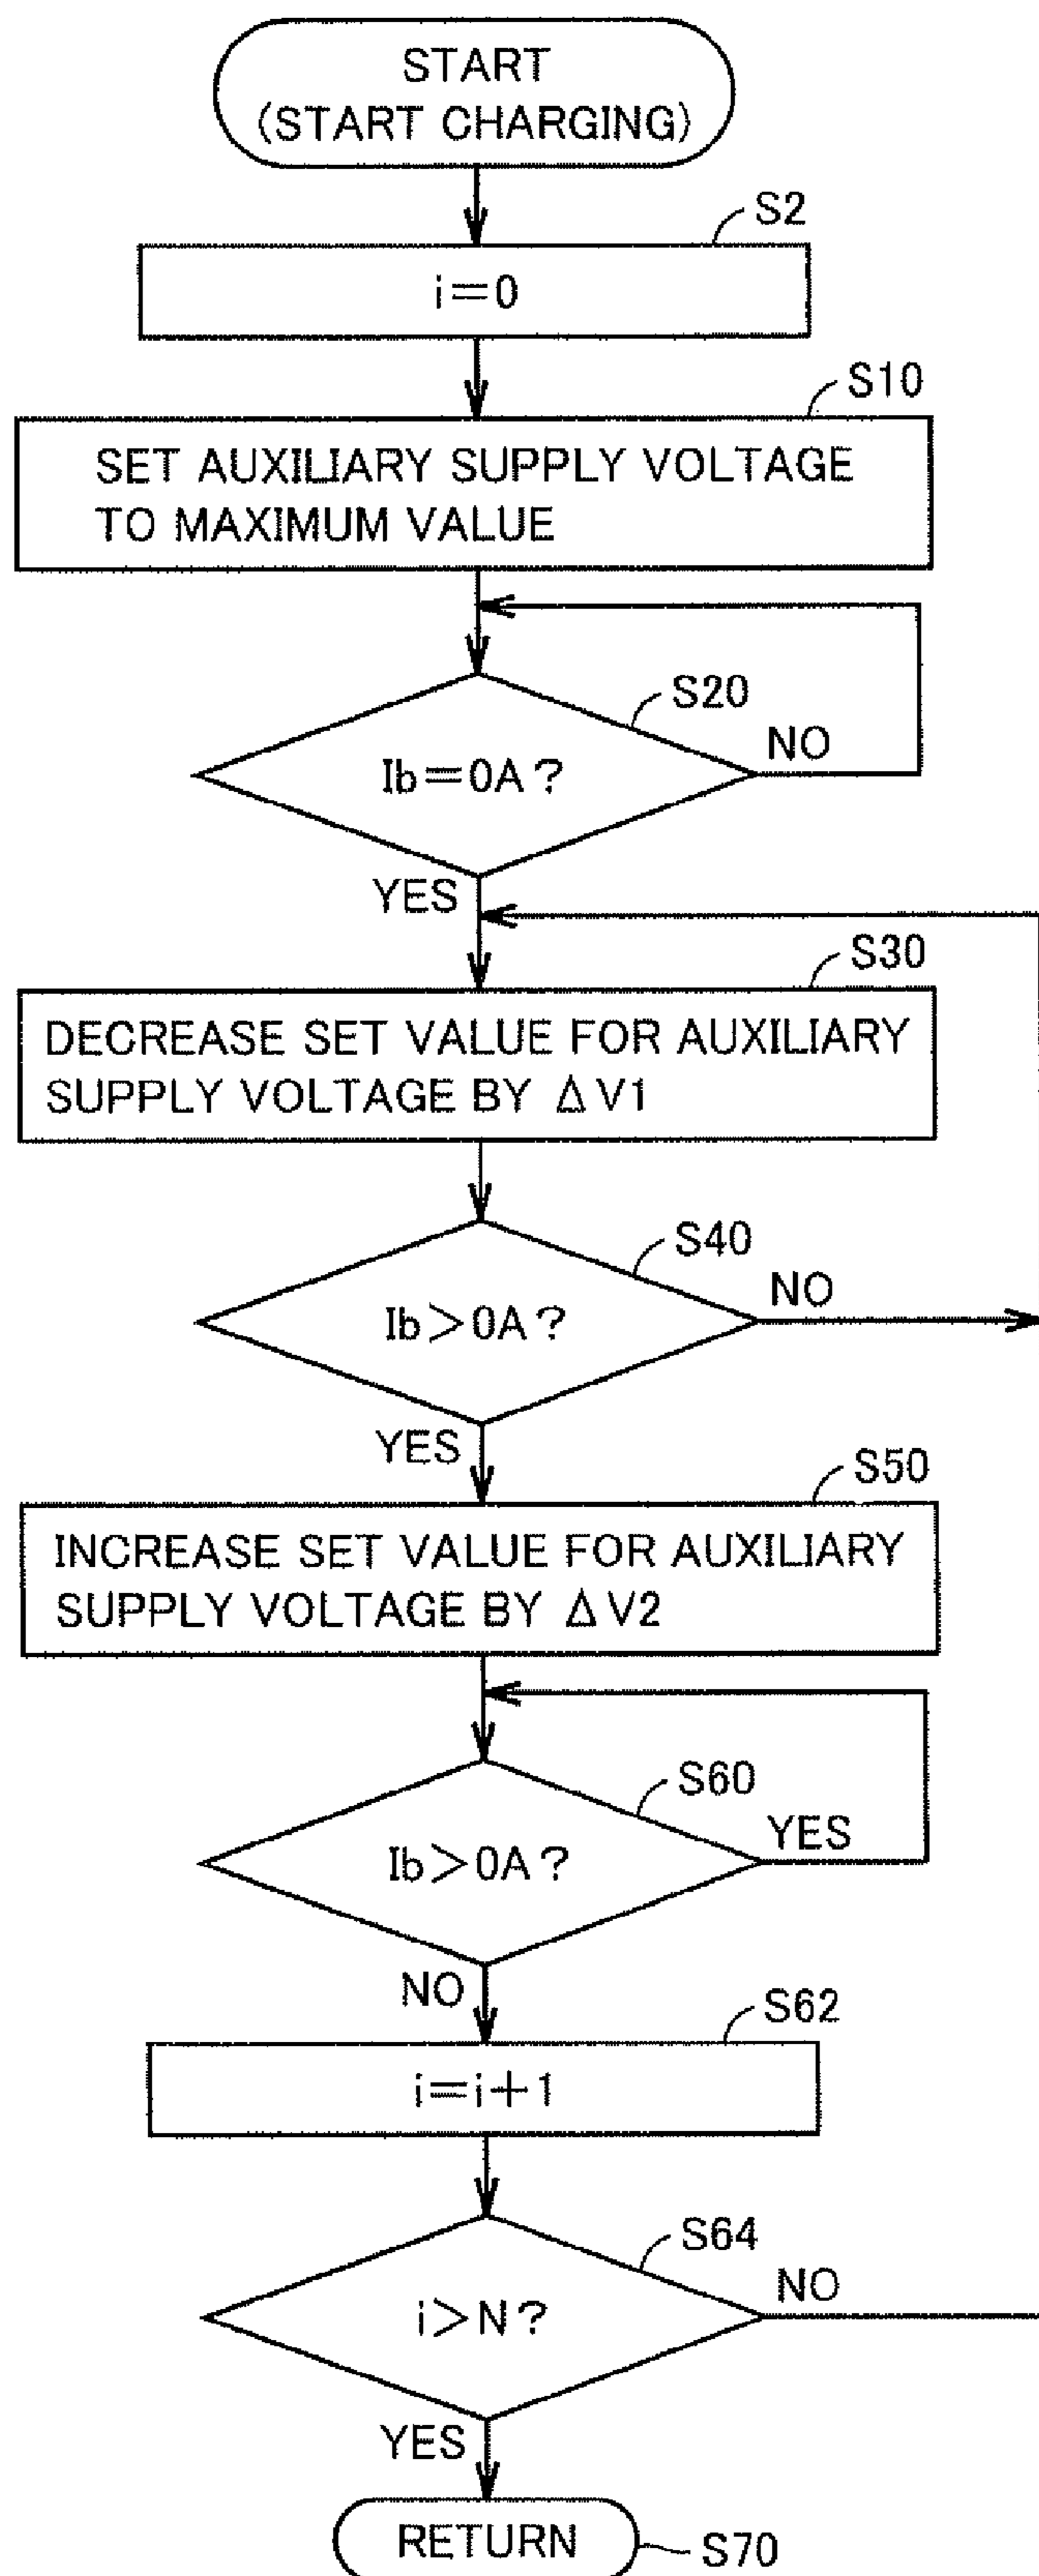 START
(START CHARGING)
S2
i=0
S10
SET AUXILIARY SUPPLY VOLTAGE
TO MAXIMUM VALUE
S20
Ib=0A?
NO
YES
S30
DECREASE SET VALUE FOR AUXILIARY
SUPPLY VOLTAGE BY ΔV1
S40
Ib>0A?
NO
YES
S50
INCREASE SET VALUE FOR AUXILIARY
SUPPLY VOLTAGE BY ΔV2
S60
Ib>0A?
YES
NO
S62
i=i+1
S64
i>N?
NO
YES
RETURN
S70